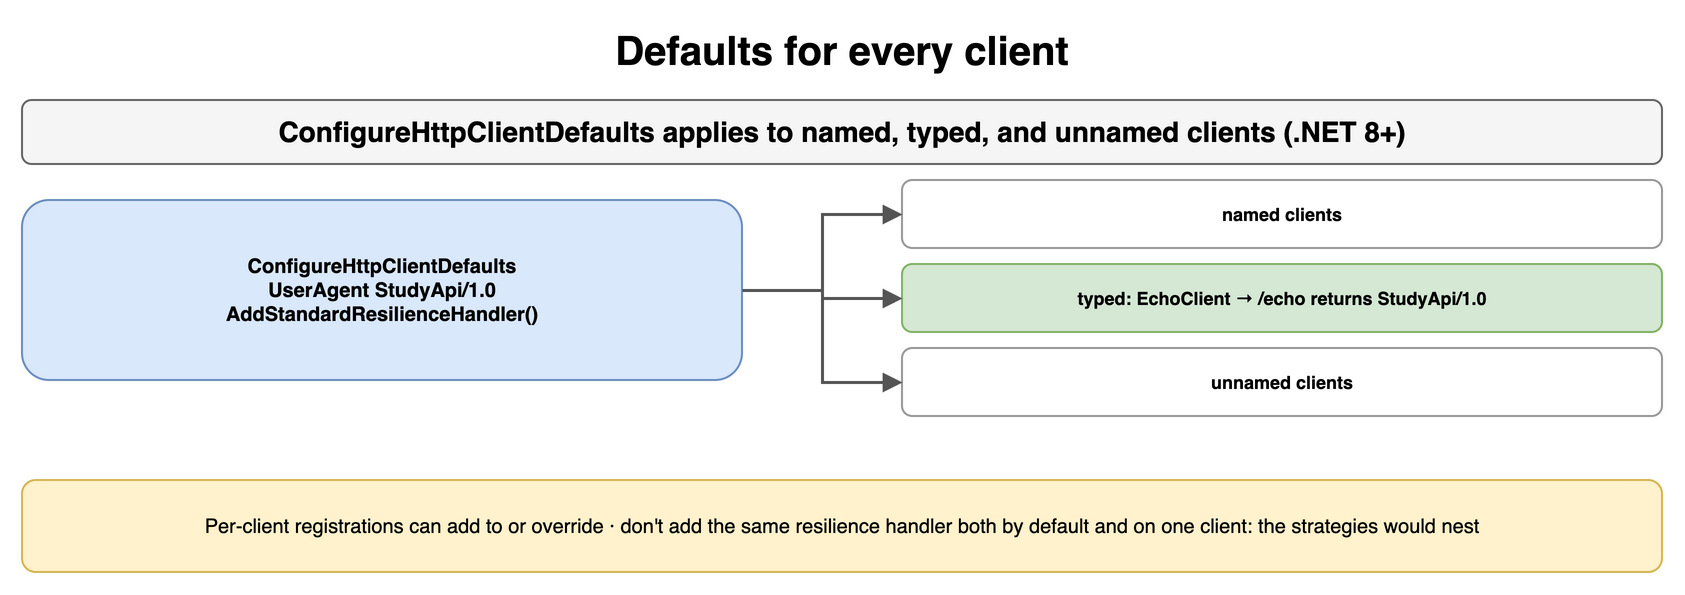 Defaults for every client
ConfigureHttpClientDefaults applies to named, typed, and unnamed clients (.NET 8+)
ConfigureHttpClientDefaults
UserAgent StudyApi/1.0
AddStandardResilienceHandler()
named clients
typed: EchoClient → /echo returns StudyApi/1.0
unnamed clients
Per-client registrations can add to or override · don't add the same resilience handler both by default and on one client: the strategies would nest